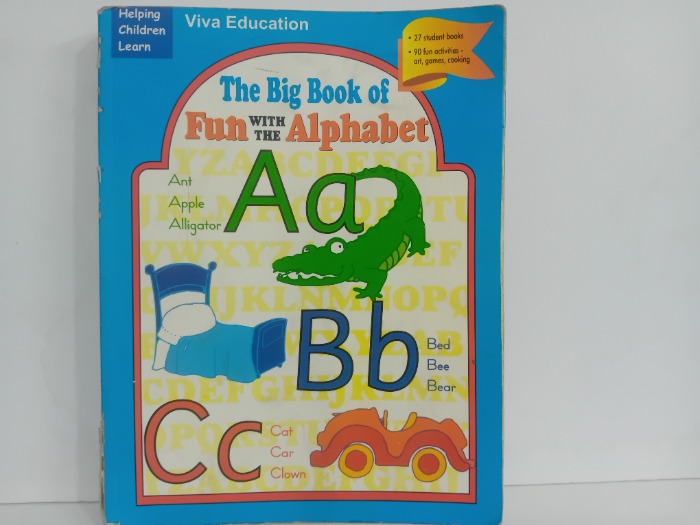 Helping
Children
Learn
Viva Education
• 27 student books
• 90 fun activities -
art, games, cooking
The Big Book of
Fun WITH THE Alphabet
Aa
Ant
Apple
Alligator
Bb
Bed
Bee
Bear
Cc
Cat
Car
Clown